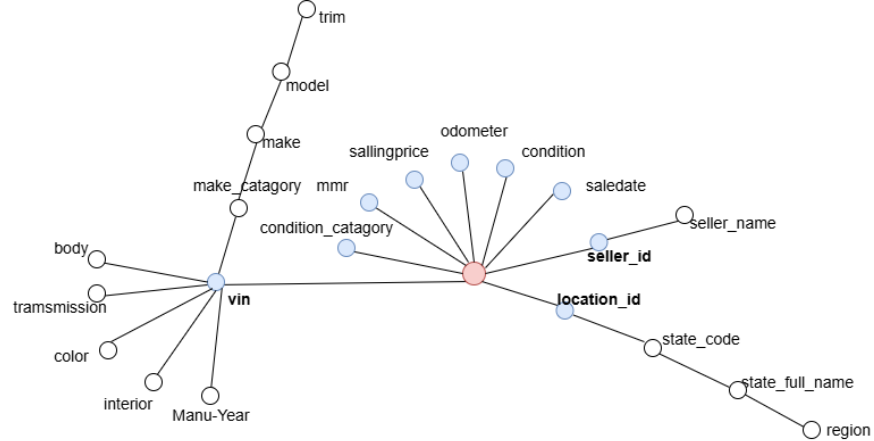 trim
model
make
make_catagory
mmr
sallingprice
odometer
condition
saledate
condition_catagory
seller_name
seller_id
body
vin
location_id
tramsmission
state_code
color
state_full_name
interior
Manu-Year
region